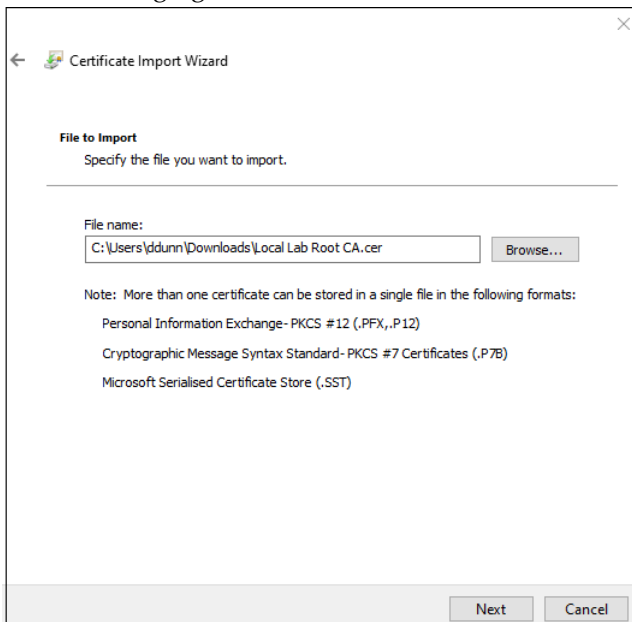 Certificate Import Wizard
File to Import
Specify the file you want to import.
File name:
C:\Users\ddunn\Downloads\Local Lab Root CA.cer
Browse...
Note: More than one certificate can be stored in a single file in the following formats:
Personal Information Exchange- PKCS #12 (.PFX,.P12)
Cryptographic Message Syntax Standard- PKCS #7 Certificates (.P7B)
Microsoft Serialised Certificate Store (.SST)
Next
Cancel